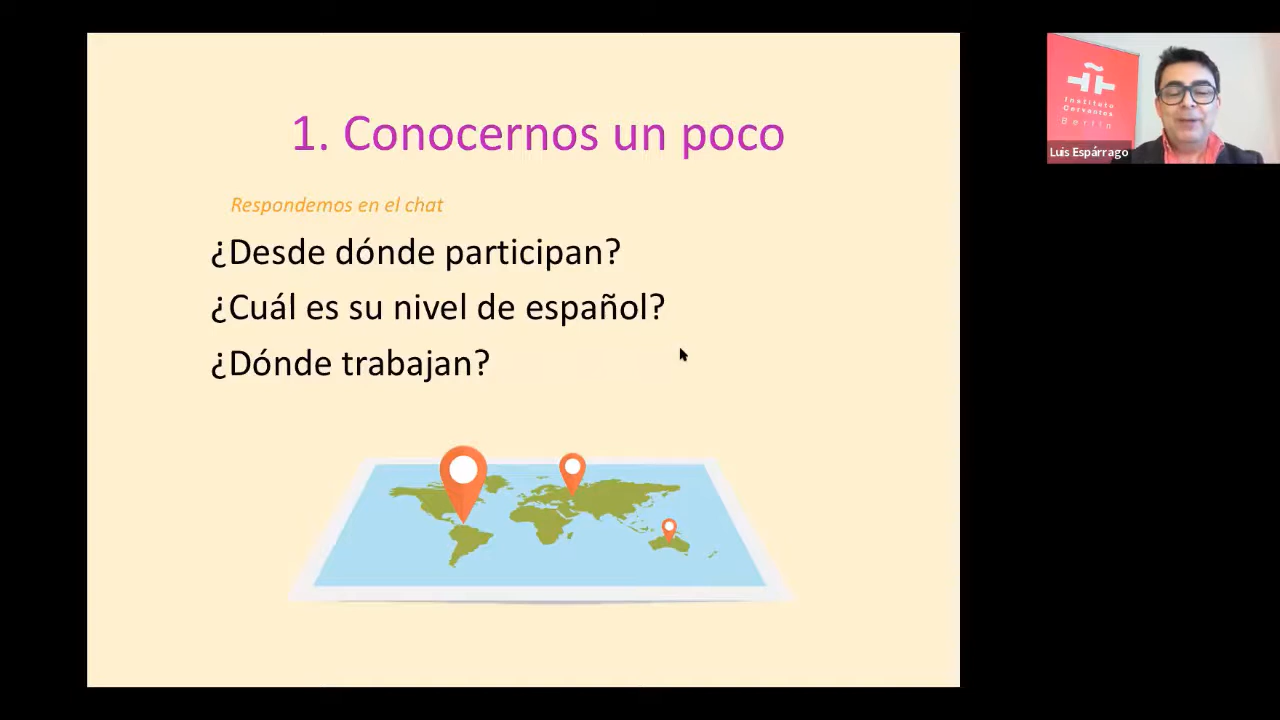 1. Conocernos un poco
Respondemos en el chat
¿Desde dónde participan?
¿Cuál es su nivel de español?
¿Dónde trabajan?
Instituto
Cervantes
Berlín
Luis Espárrago